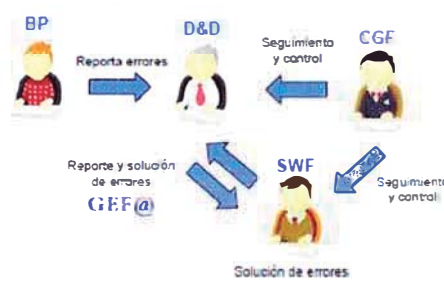 BP
D&D
CGF
Reporta errores
Seguimiento
y control
Reporte y solución
de errores
GEF@
SWF
Seguimiento
y control
Solución de errores